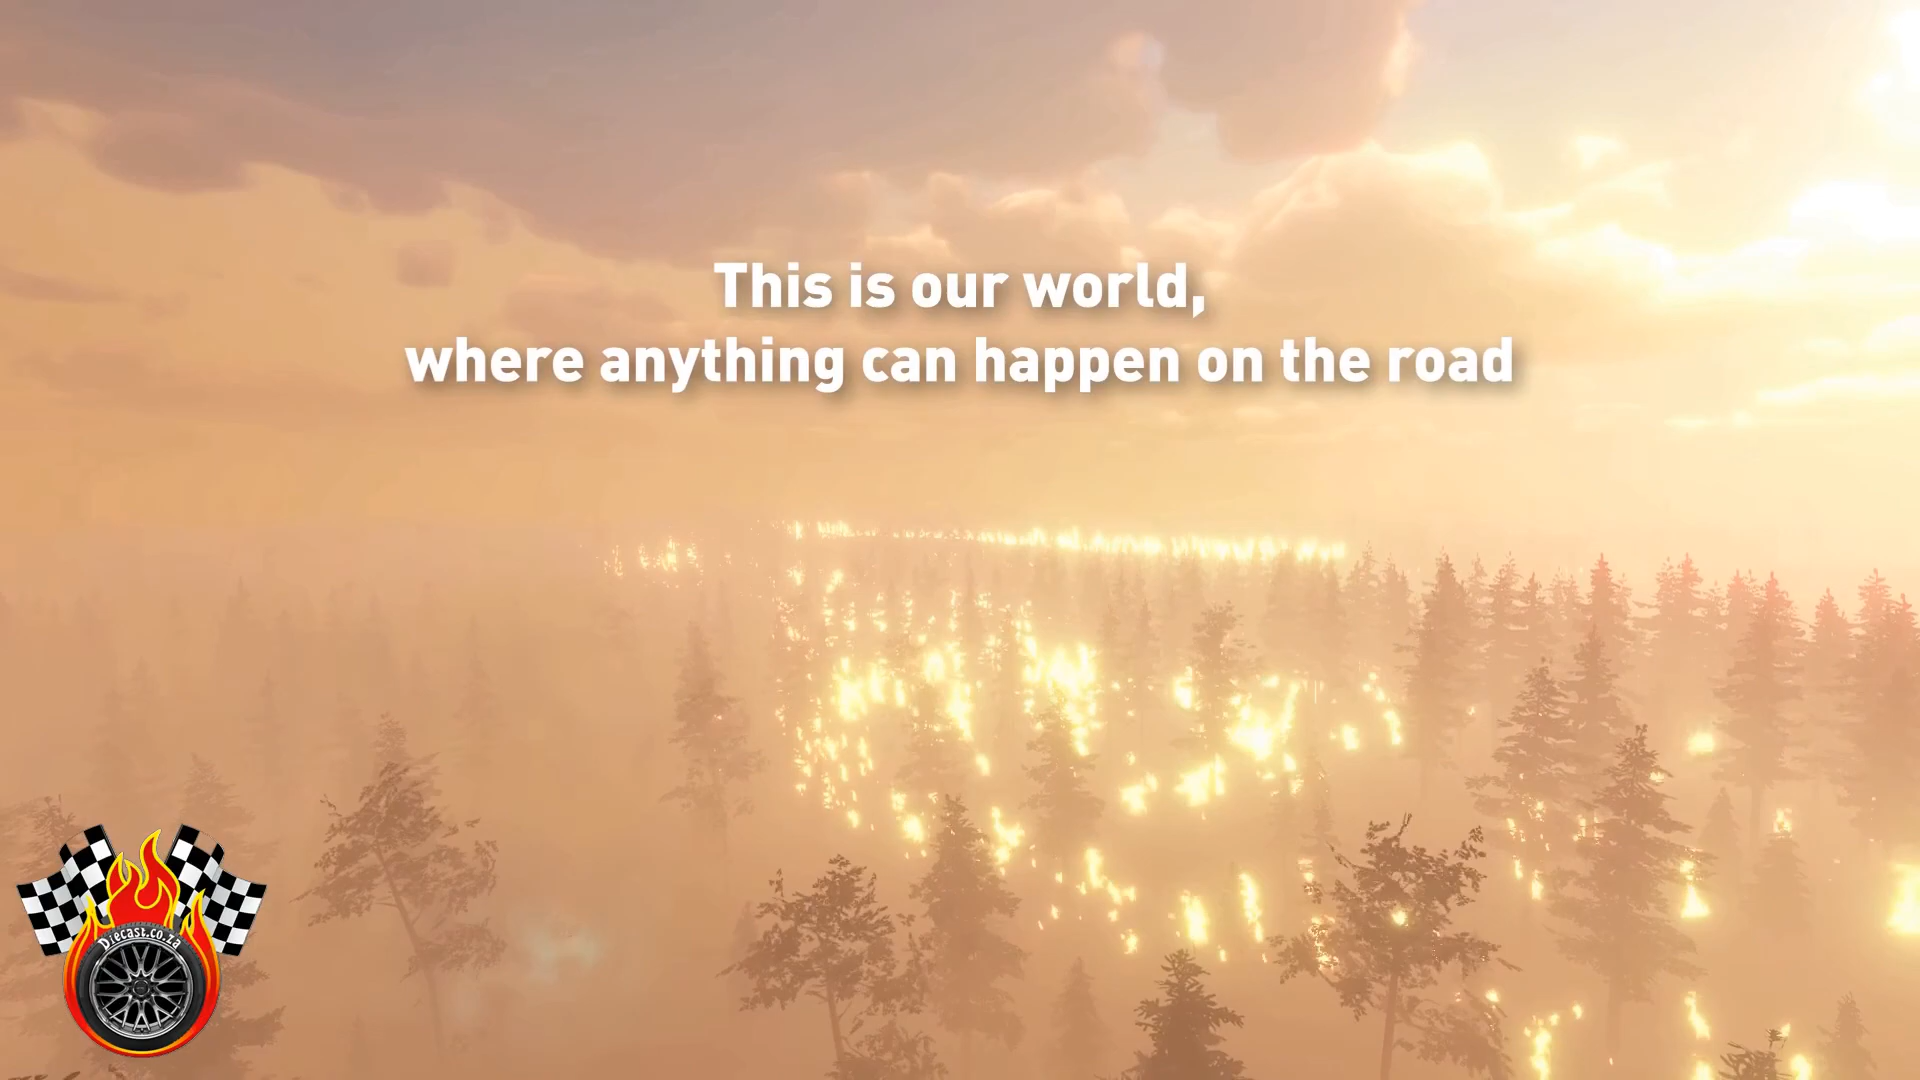 This is our world,
where anything can happen on the road
Diecast.co.za